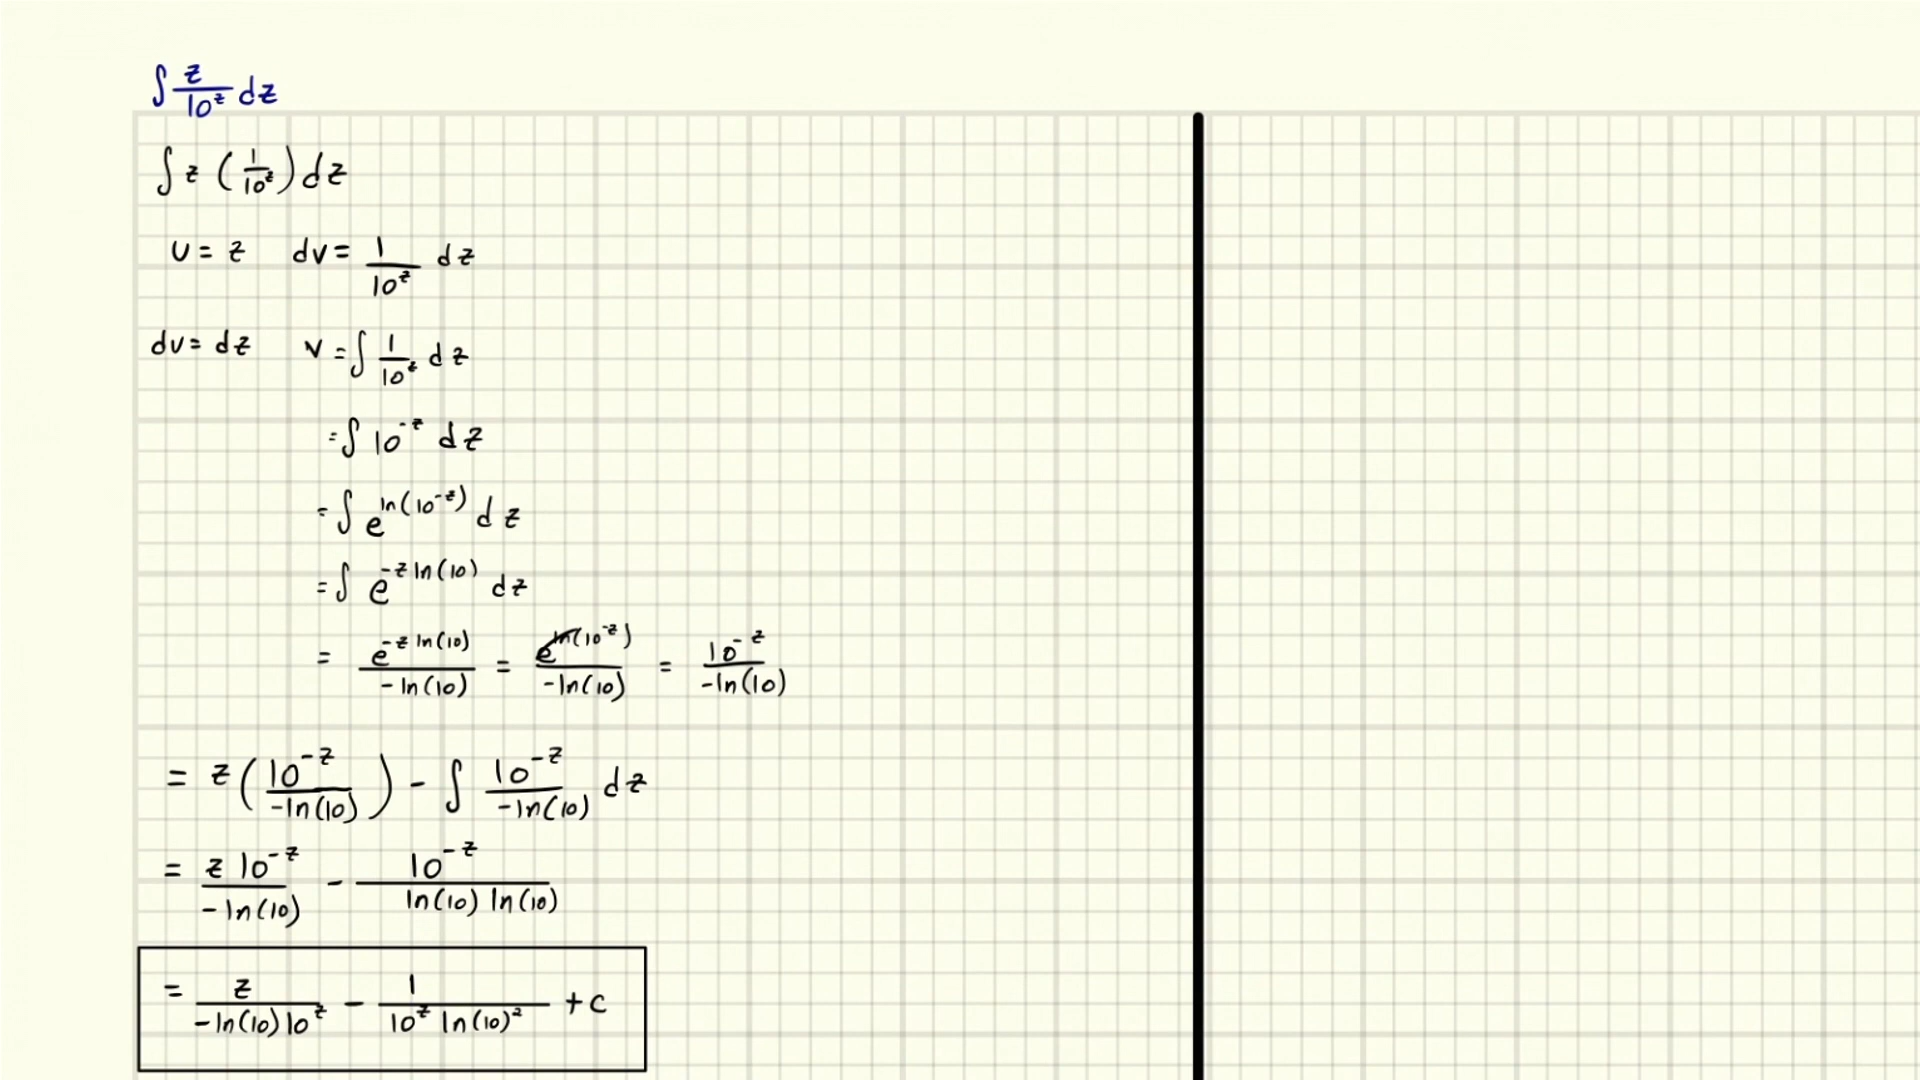 ∫ z/10^z dz
∫ z (1/10^z) dz
u = z dv = 1/10^z dz
du = dz v = ∫ 1/10^z dz
= ∫ 10^-z dz
= ∫ e^ln(10^-z) dz
= ∫ e^-z ln(10) dz
= e^-z ln(10)/-ln(10) = e^ln(10^-z)/-ln(10) = 10^-z/-ln(10)
= z (10^-z/-ln(10)) - ∫ 10^-z/-ln(10) dz
= z 10^-z/-ln(10) - 10^-z/ln(10) ln(10)
= z/-ln(10) 10^z - 1/10^z ln(10)^2 + c